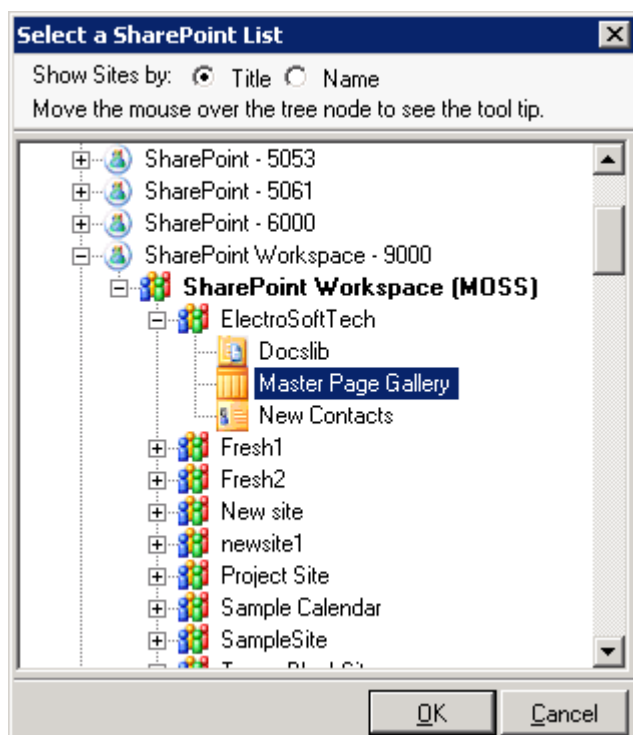 Select a SharePoint List
Show Sites by: Title Name
Move the mouse over the tree node to see the tool tip.
SharePoint - 5053
SharePoint - 5061
SharePoint - 6000
SharePoint Workspace - 9000
SharePoint Workspace (MOSS)
ElectroSoftTech
Docslib
Master Page Gallery
New Contacts
Fresh1
Fresh2
New site
newsite1
Project Site
Sample Calendar
SampleSite
OK Cancel